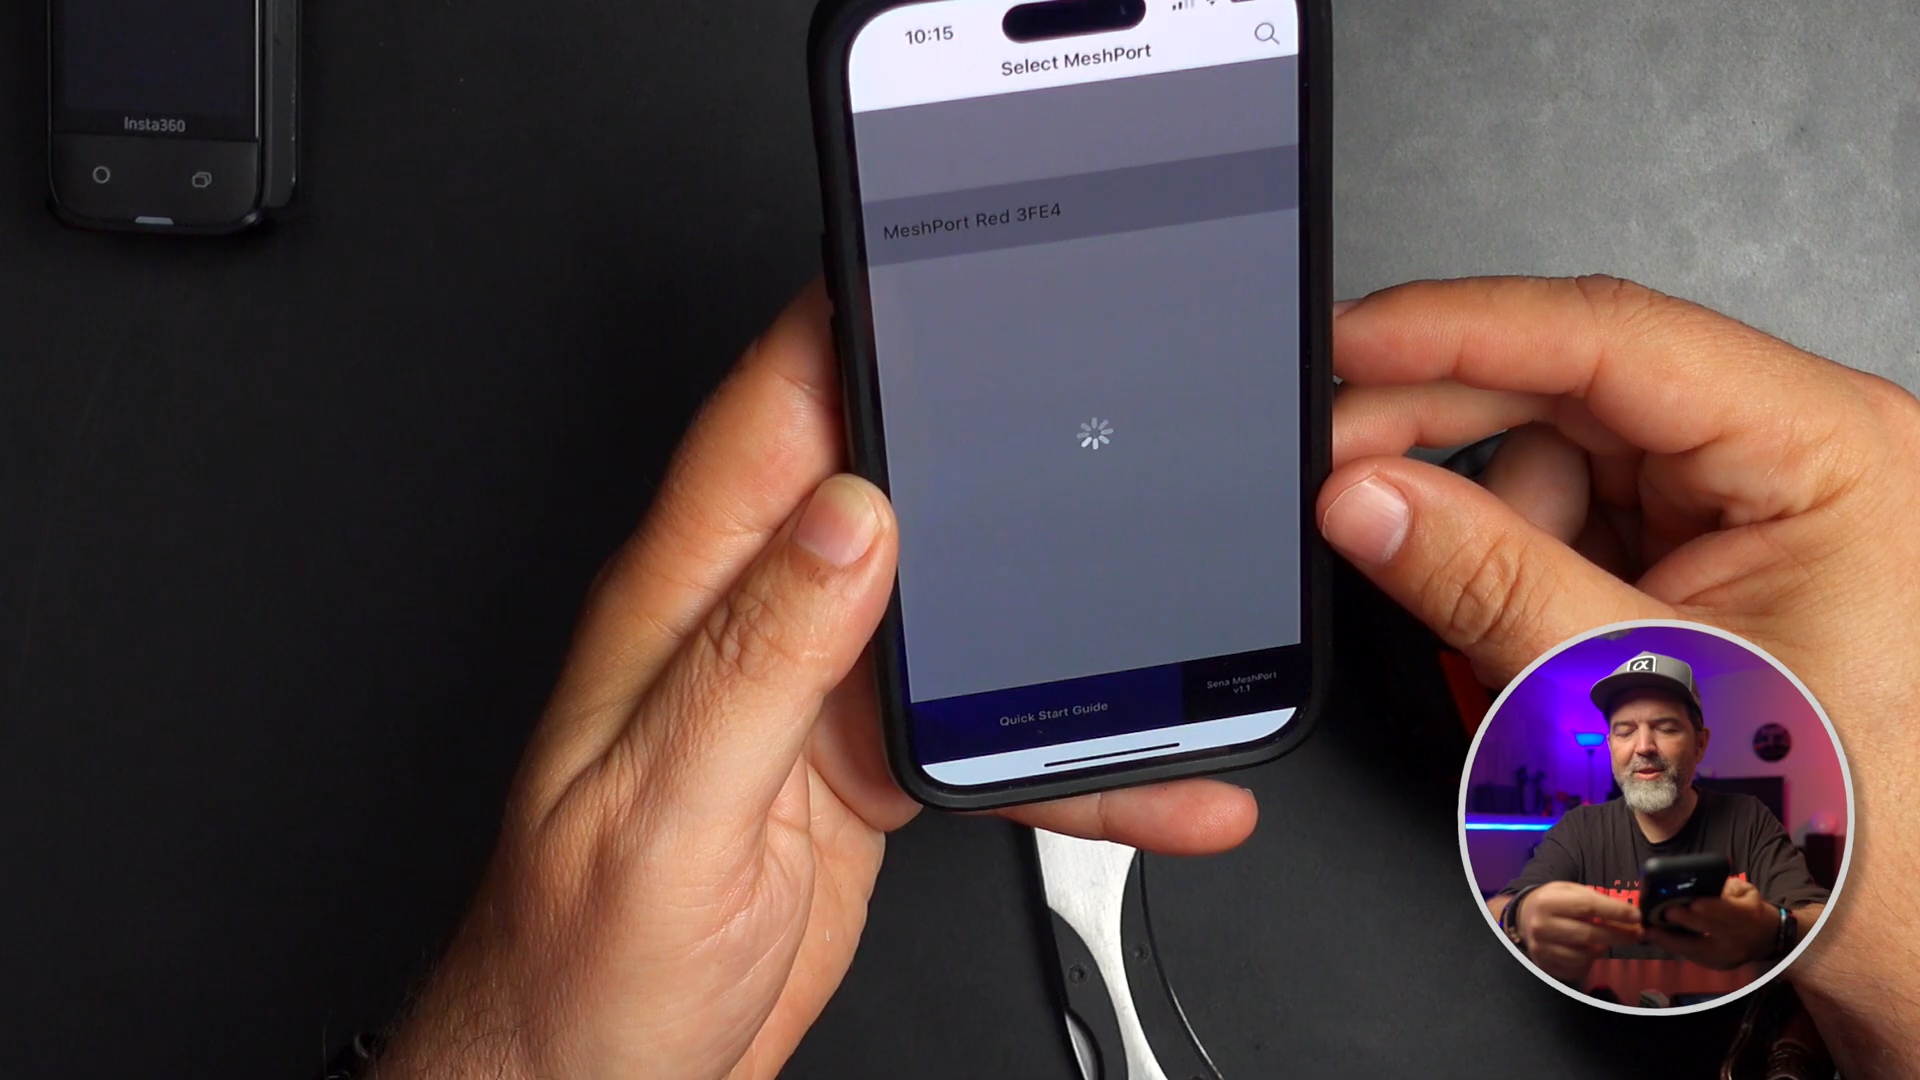 Insta360
10:15
Select MeshPort
MeshPort Red 3FE4
Quick Start Guide
Sena MeshPort
v1.1
α